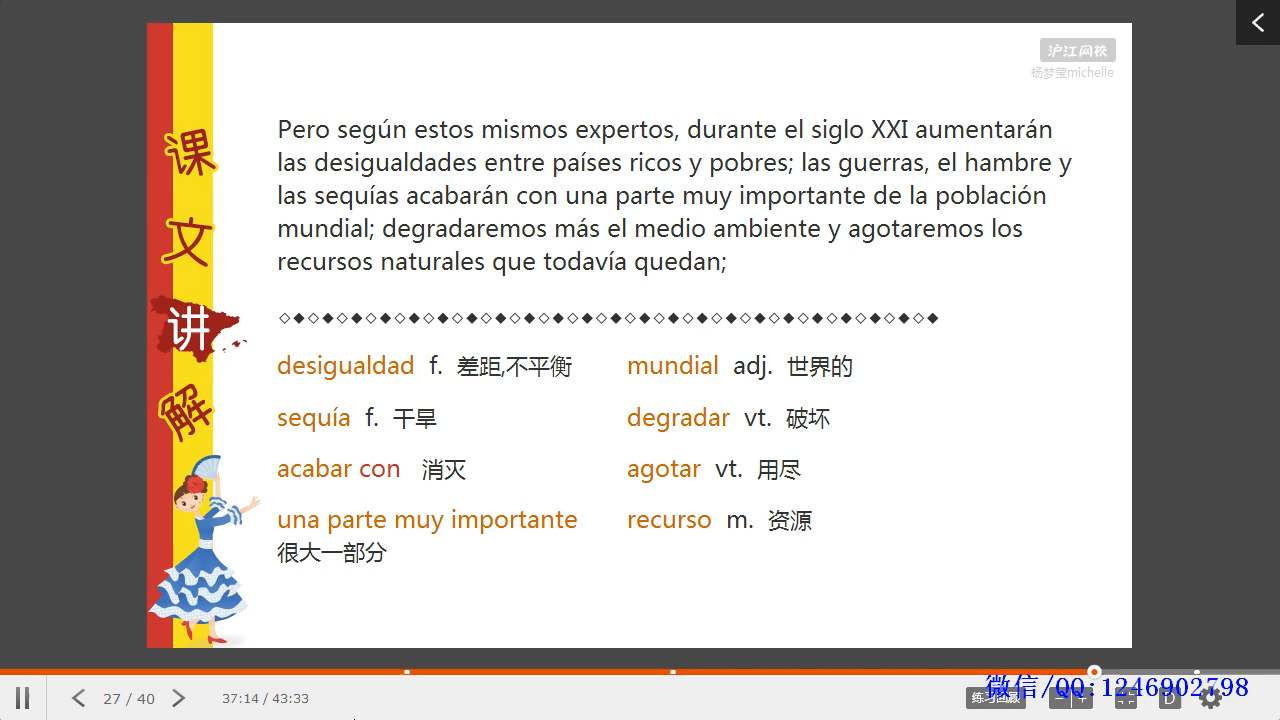 沪江网校
杨梦莹michelle
课
文
讲
解
Pero según estos mismos expertos, durante el siglo XXI aumentarán
las desigualdades entre países ricos y pobres; las guerras, el hambre y
las sequías acabarán con una parte muy importante de la población
mundial; degradaremos más el medio ambiente y agotaremos los
recursos naturales que todavía quedan;
◇◆◇◆◇◆◇◆◇◆◇◆◇◆◇◆◇◆◇◆◇◆◇◆◇◆◇◆◇◆◇◆◇◆◇◆◇◆◇◆◇◆◇◆◇◆
desigualdad f. 差距,不平衡
mundial adj. 世界的
sequía f. 干旱
degradar vt. 破坏
acabar con 消灭
agotar vt. 用尽
una parte muy importante
很大一部分
recurso m. 资源
27 / 40
37:14 / 43:33
微信/QQ:1246902798